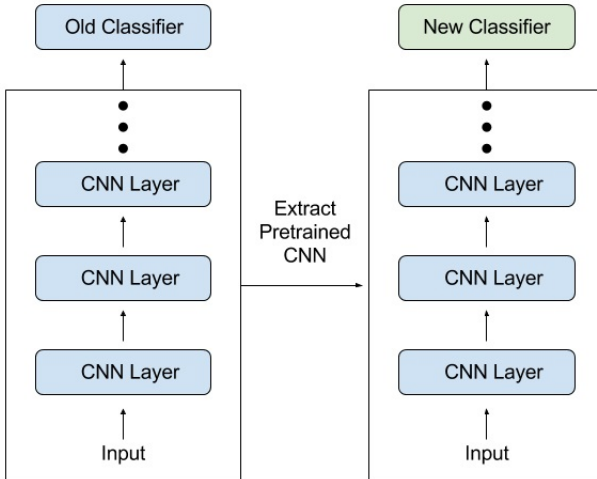 Old Classifier
New Classifier
CNN Layer
CNN Layer
CNN Layer
Input
Extract
Pretrained
CNN
CNN Layer
CNN Layer
CNN Layer
Input